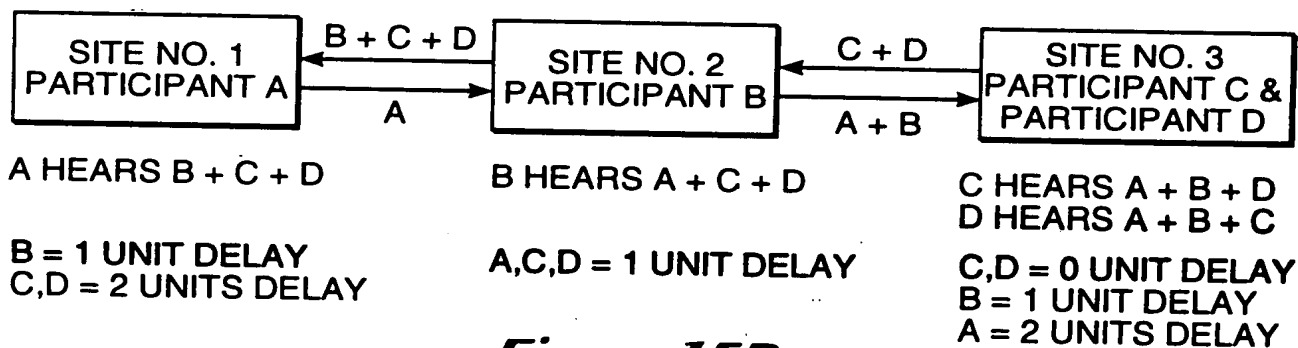 SITE NO. 1
PARTICIPANT A
B + C + D
A
SITE NO. 2
PARTICIPANT B
C + D
A + B
SITE NO. 3
PARTICIPANT C &
PARTICIPANT D
A HEARS B + C + D
B = 1 UNIT DELAY
C,D = 2 UNITS DELAY
B HEARS A + C + D
A,C,D = 1 UNIT DELAY
C HEARS A + B + D
D HEARS A + B + C
C,D = 0 UNIT DELAY
B = 1 UNIT DELAY
A = 2 UNITS DELAY